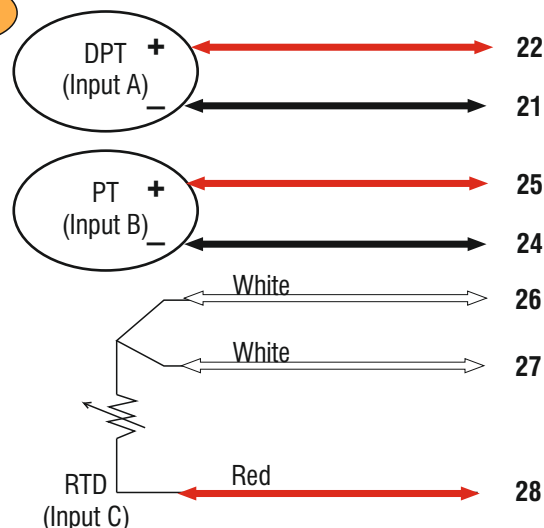 DPT +
(Input A)
–
22
21
PT +
(Input B)
–
25
24
White
26
White
27
RTD
(Input C)
Red
28